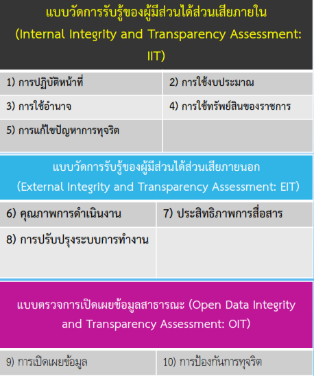 แบบวัดการรับรู้ของผู้มีส่วนได้ส่วนเสียภายใน
(Internal Integrity and Transparency Assessment:
IIT)
1) การปฏิบัติหน้าที่ 2) การใช้งบประมาณ
3) การใช้อำนาจ 4) การใช้ทรัพย์สินของราชการ
5) การแก้ไขปัญหาการทุจริต
แบบวัดการรับรู้ของผู้มีส่วนได้ส่วนเสียภายนอก
(External Integrity and Transparency Assessment: EIT)
6) คุณภาพการดำเนินงาน 7) ประสิทธิภาพการสื่อสาร
8) การปรับปรุงระบบการทำงาน
แบบตรวจการเปิดเผยข้อมูลสาธารณะ (Open Data Integrity
and Transparency Assessment: OIT)
9) การเปิดเผยข้อมูล 10) การป้องกันการทุจริต